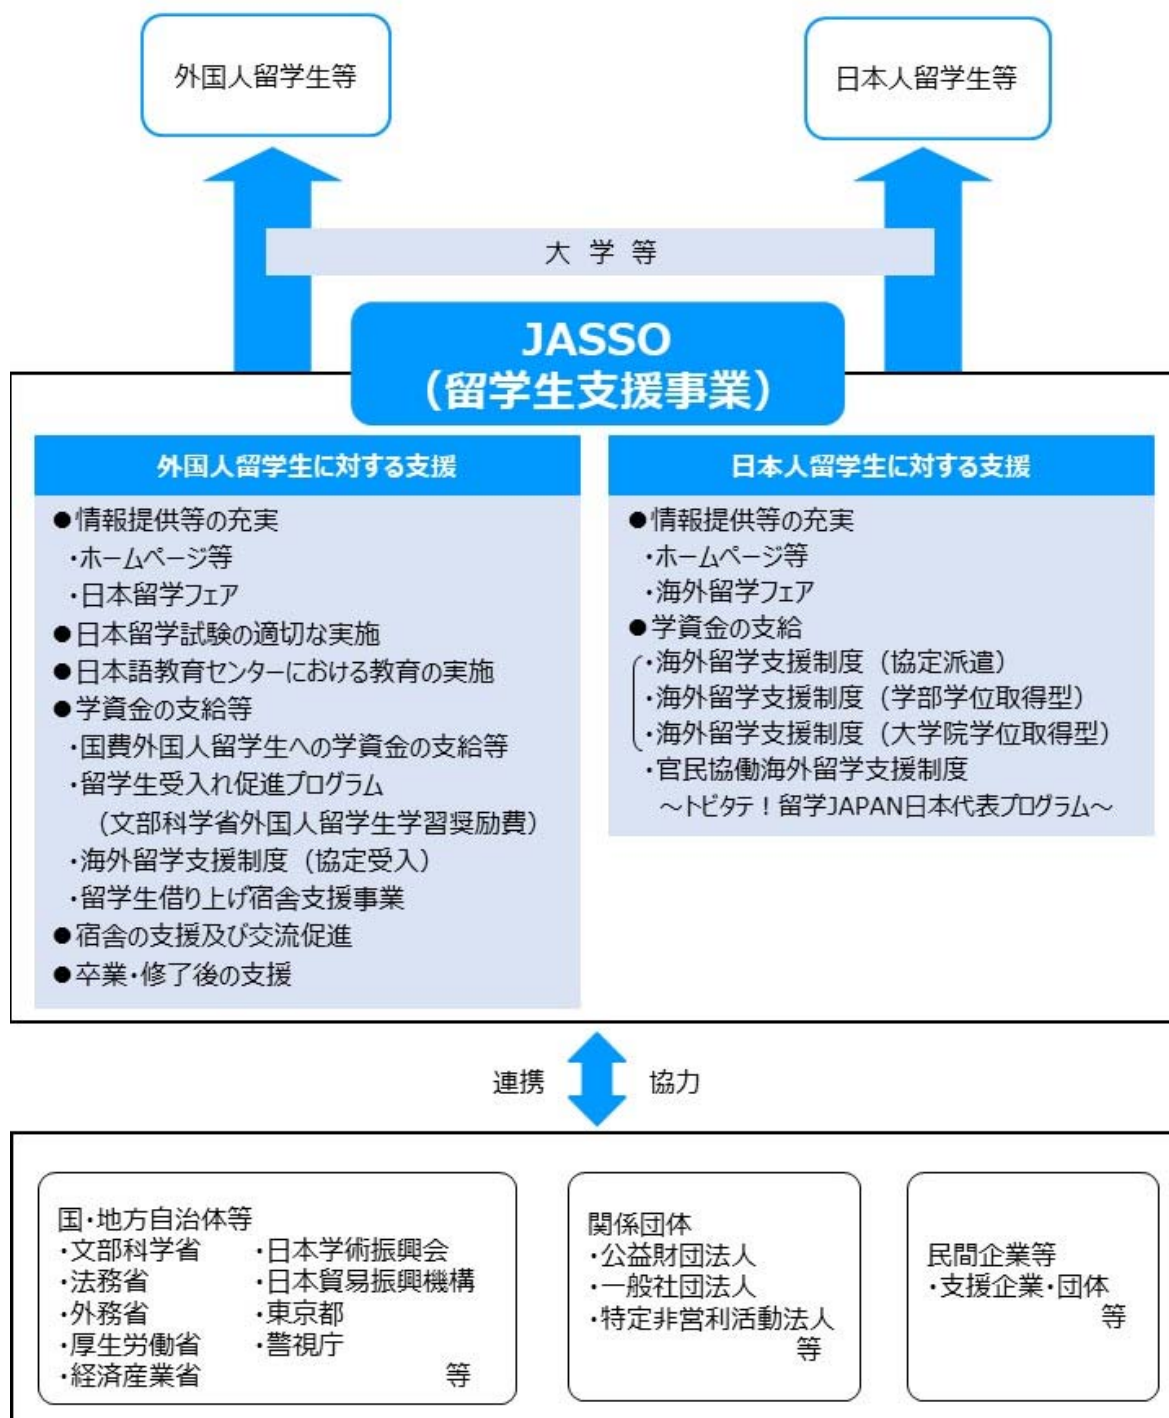 外国人留学生等
日本人留学生等
大 学 等
JASSO
（留学生支援事業）
外国人留学生に対する支援
●情報提供等の充実
・ホームページ等
・日本留学フェア
●日本留学試験の適切な実施
●日本語教育センターにおける教育の実施
●学資金の支給等
・国費外国人留学生への学資金の支給等
・留学生受入れ促進プログラム
（文部科学省外国人留学生学習奨励費）
・海外留学支援制度（協定受入）
・留学生借り上げ宿舎支援事業
●宿舎の支援及び交流促進
●卒業・修了後の支援
日本人留学生に対する支援
●情報提供等の充実
・ホームページ等
・海外留学フェア
●学資金の支給
・海外留学支援制度（協定派遣）
・海外留学支援制度（学部学位取得型）
・海外留学支援制度（大学院学位取得型）
・官民協働海外留学支援制度
～トビタテ！留学JAPAN日本代表プログラム～
連携
協力
国・地方自治体等
・文部科学省
・法務省
・外務省
・厚生労働省
・経済産業省
・日本学術振興会
・日本貿易振興機構
・東京都
・警視庁
等
関係団体
・公益財団法人
・一般社団法人
・特定非営利活動法人
等
民間企業等
・支援企業・団体
等